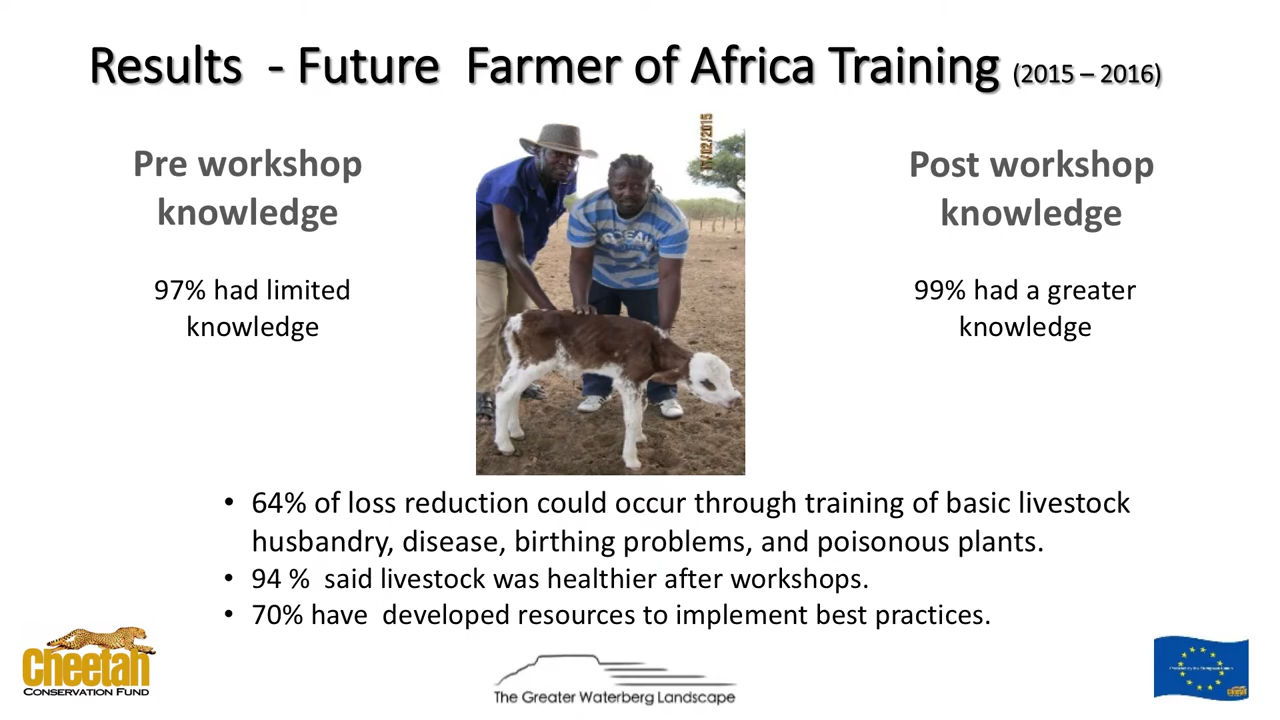 Results - Future Farmer of Africa Training (2015 – 2016)
Pre workshop
knowledge
97% had limited
knowledge
17/02/2015
OCEAN
Post workshop
knowledge
99% had a greater
knowledge
• 64% of loss reduction could occur through training of basic livestock
husbandry, disease, birthing problems, and poisonous plants.
• 94 % said livestock was healthier after workshops.
• 70% have developed resources to implement best practices.
Cheetah
CONSERVATION FUND
The Greater Waterberg Landscape